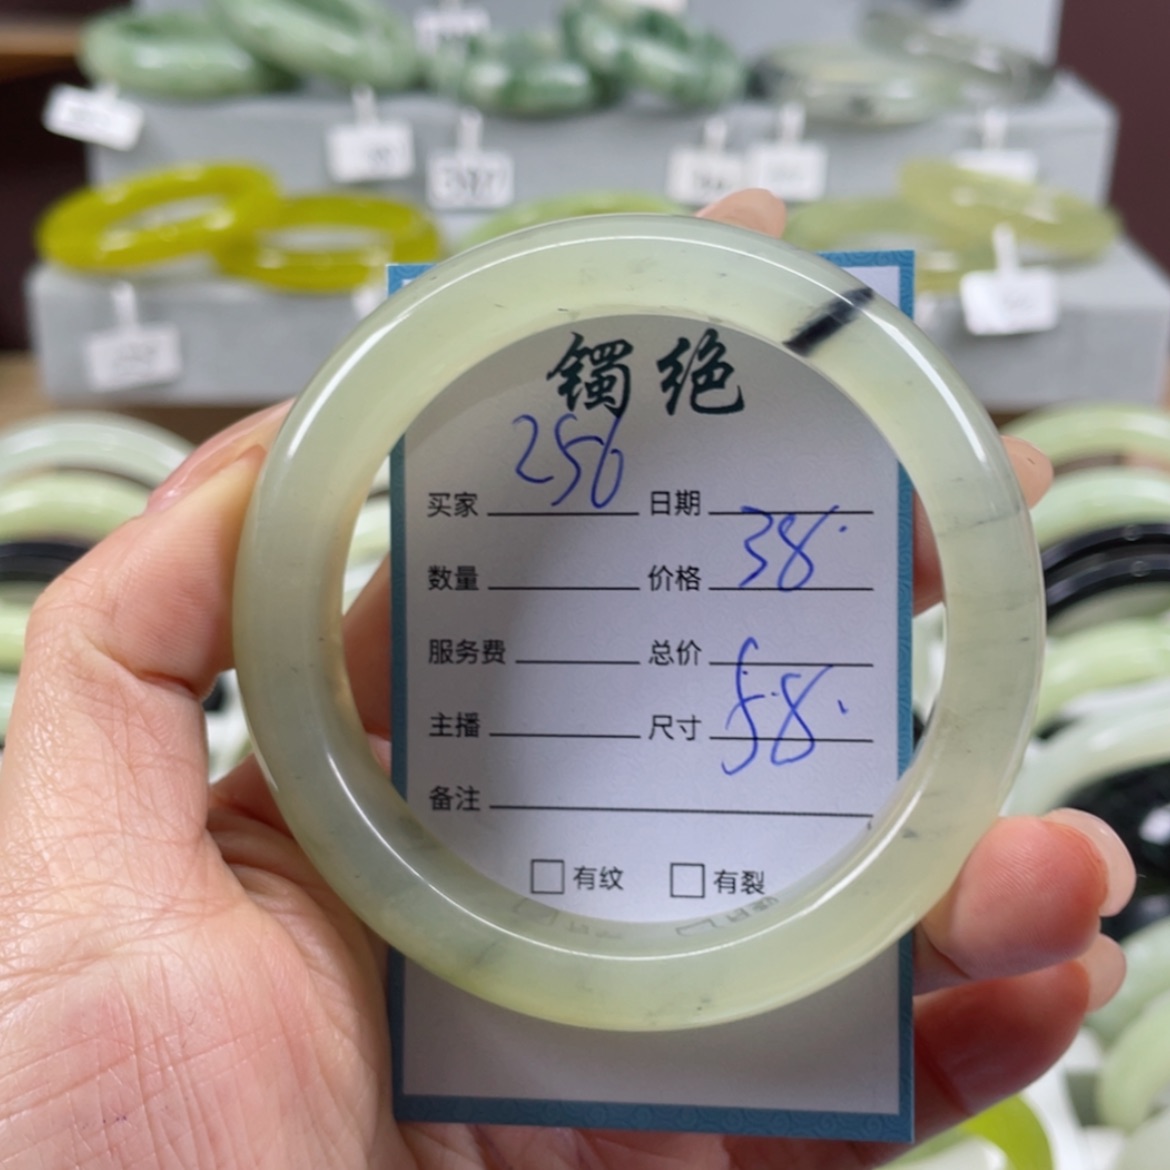 镯绝
256
买家 日期
数量 价格 38.
服务费 总价
主播 尺寸 58.
备注
有纹 有裂
387